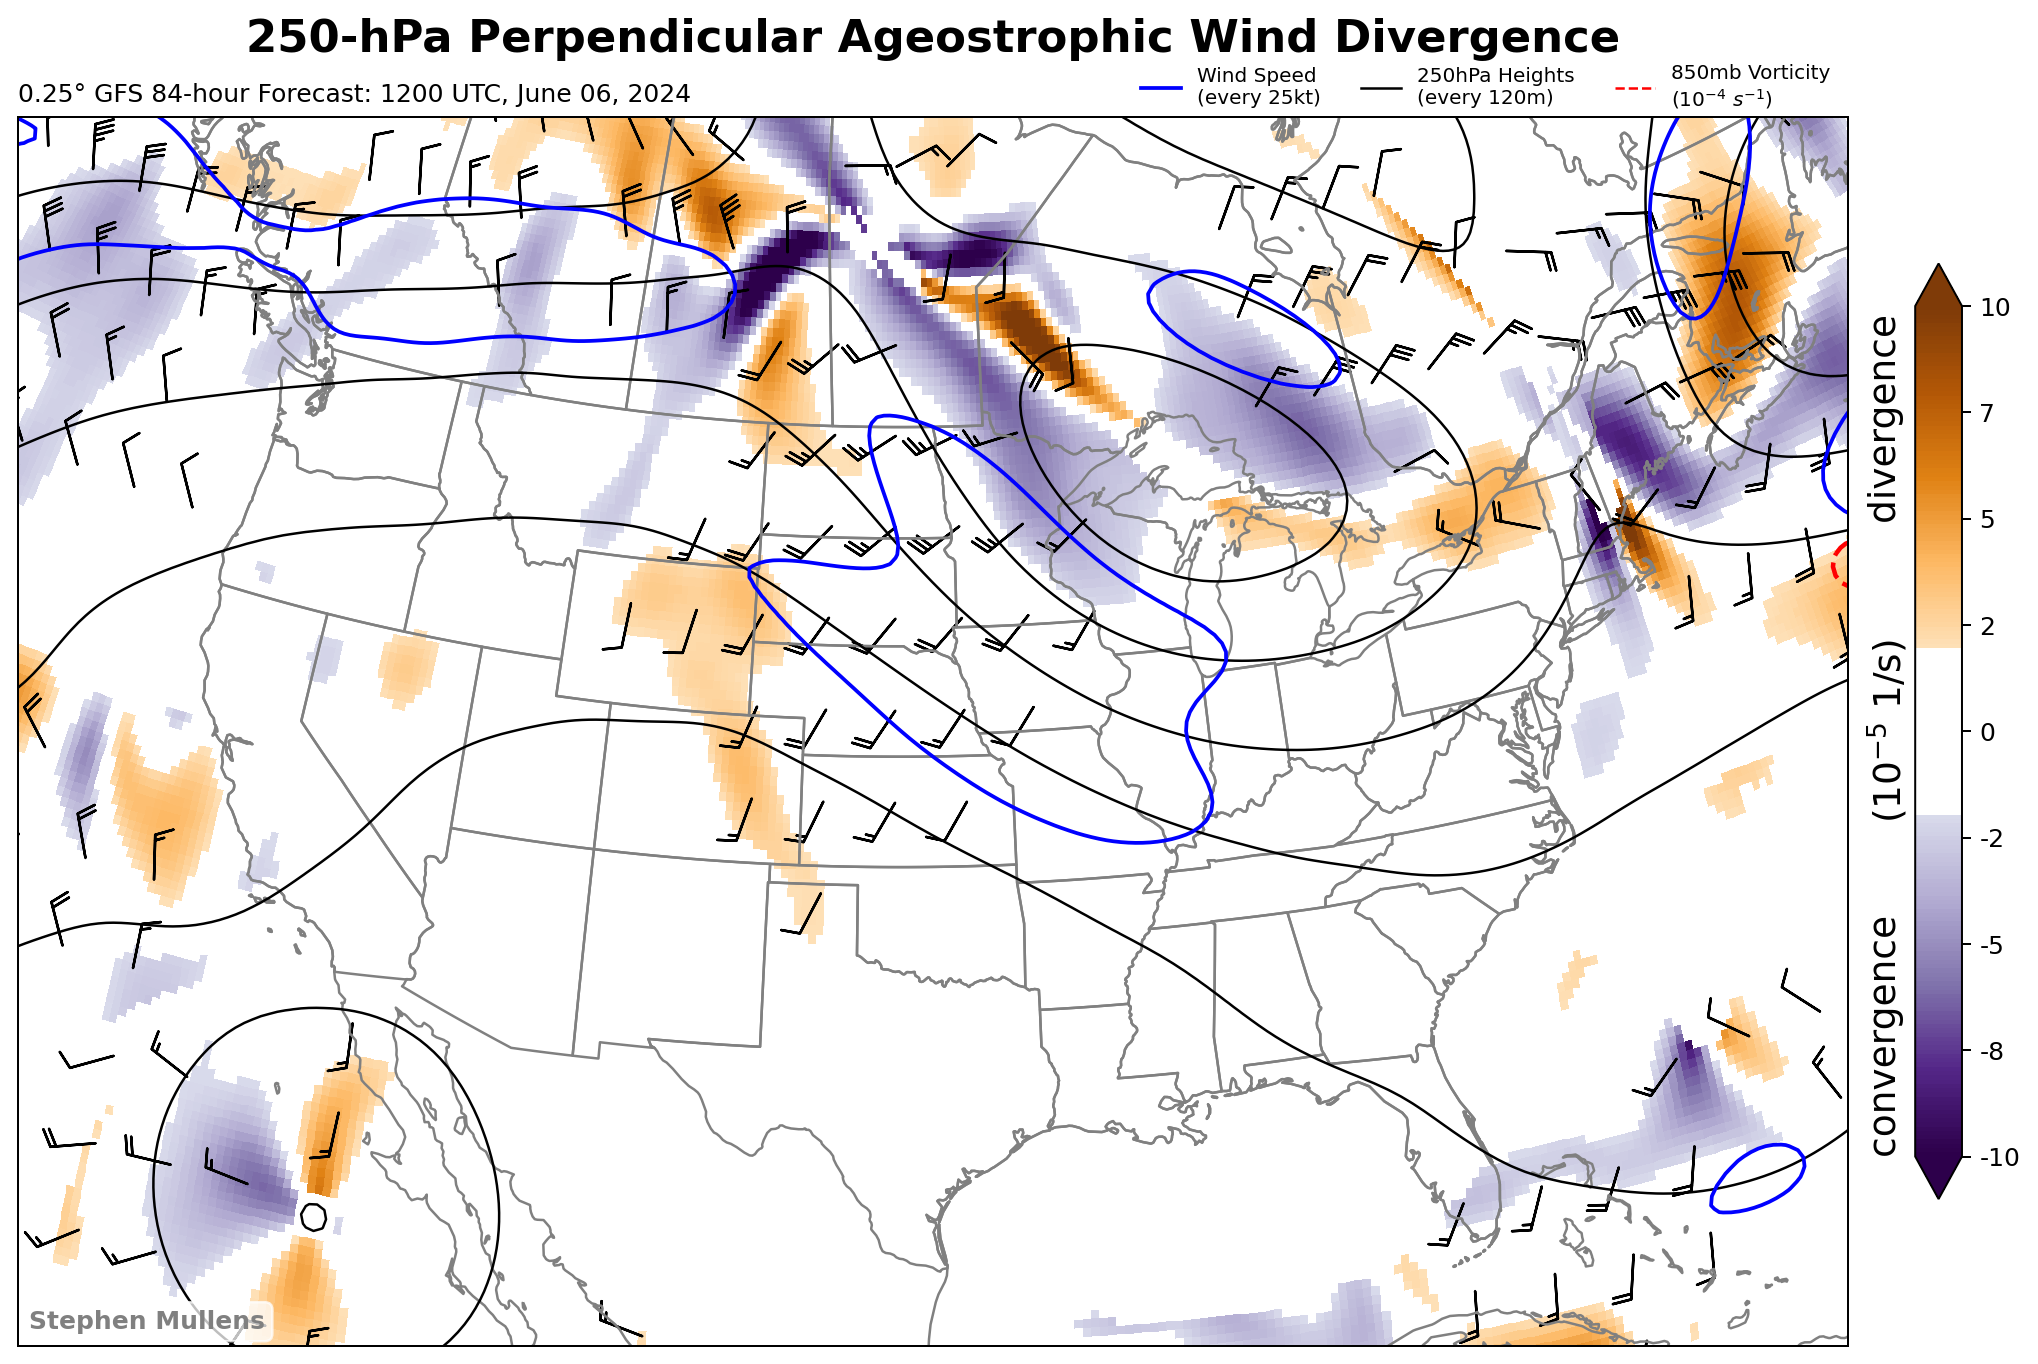 250-hPa Perpendicular Ageostrophic Wind Divergence
0.25° GFS 84-hour Forecast: 1200 UTC, June 06, 2024
Wind Speed
(every 25kt)
250hPa Heights
(every 120m)
850mb Vorticity
(10⁻⁴ s⁻¹)
10
7
5
2
0
-2
-5
-8
-10
convergence (10⁻⁵ 1/s) divergence
Stephen Mullens